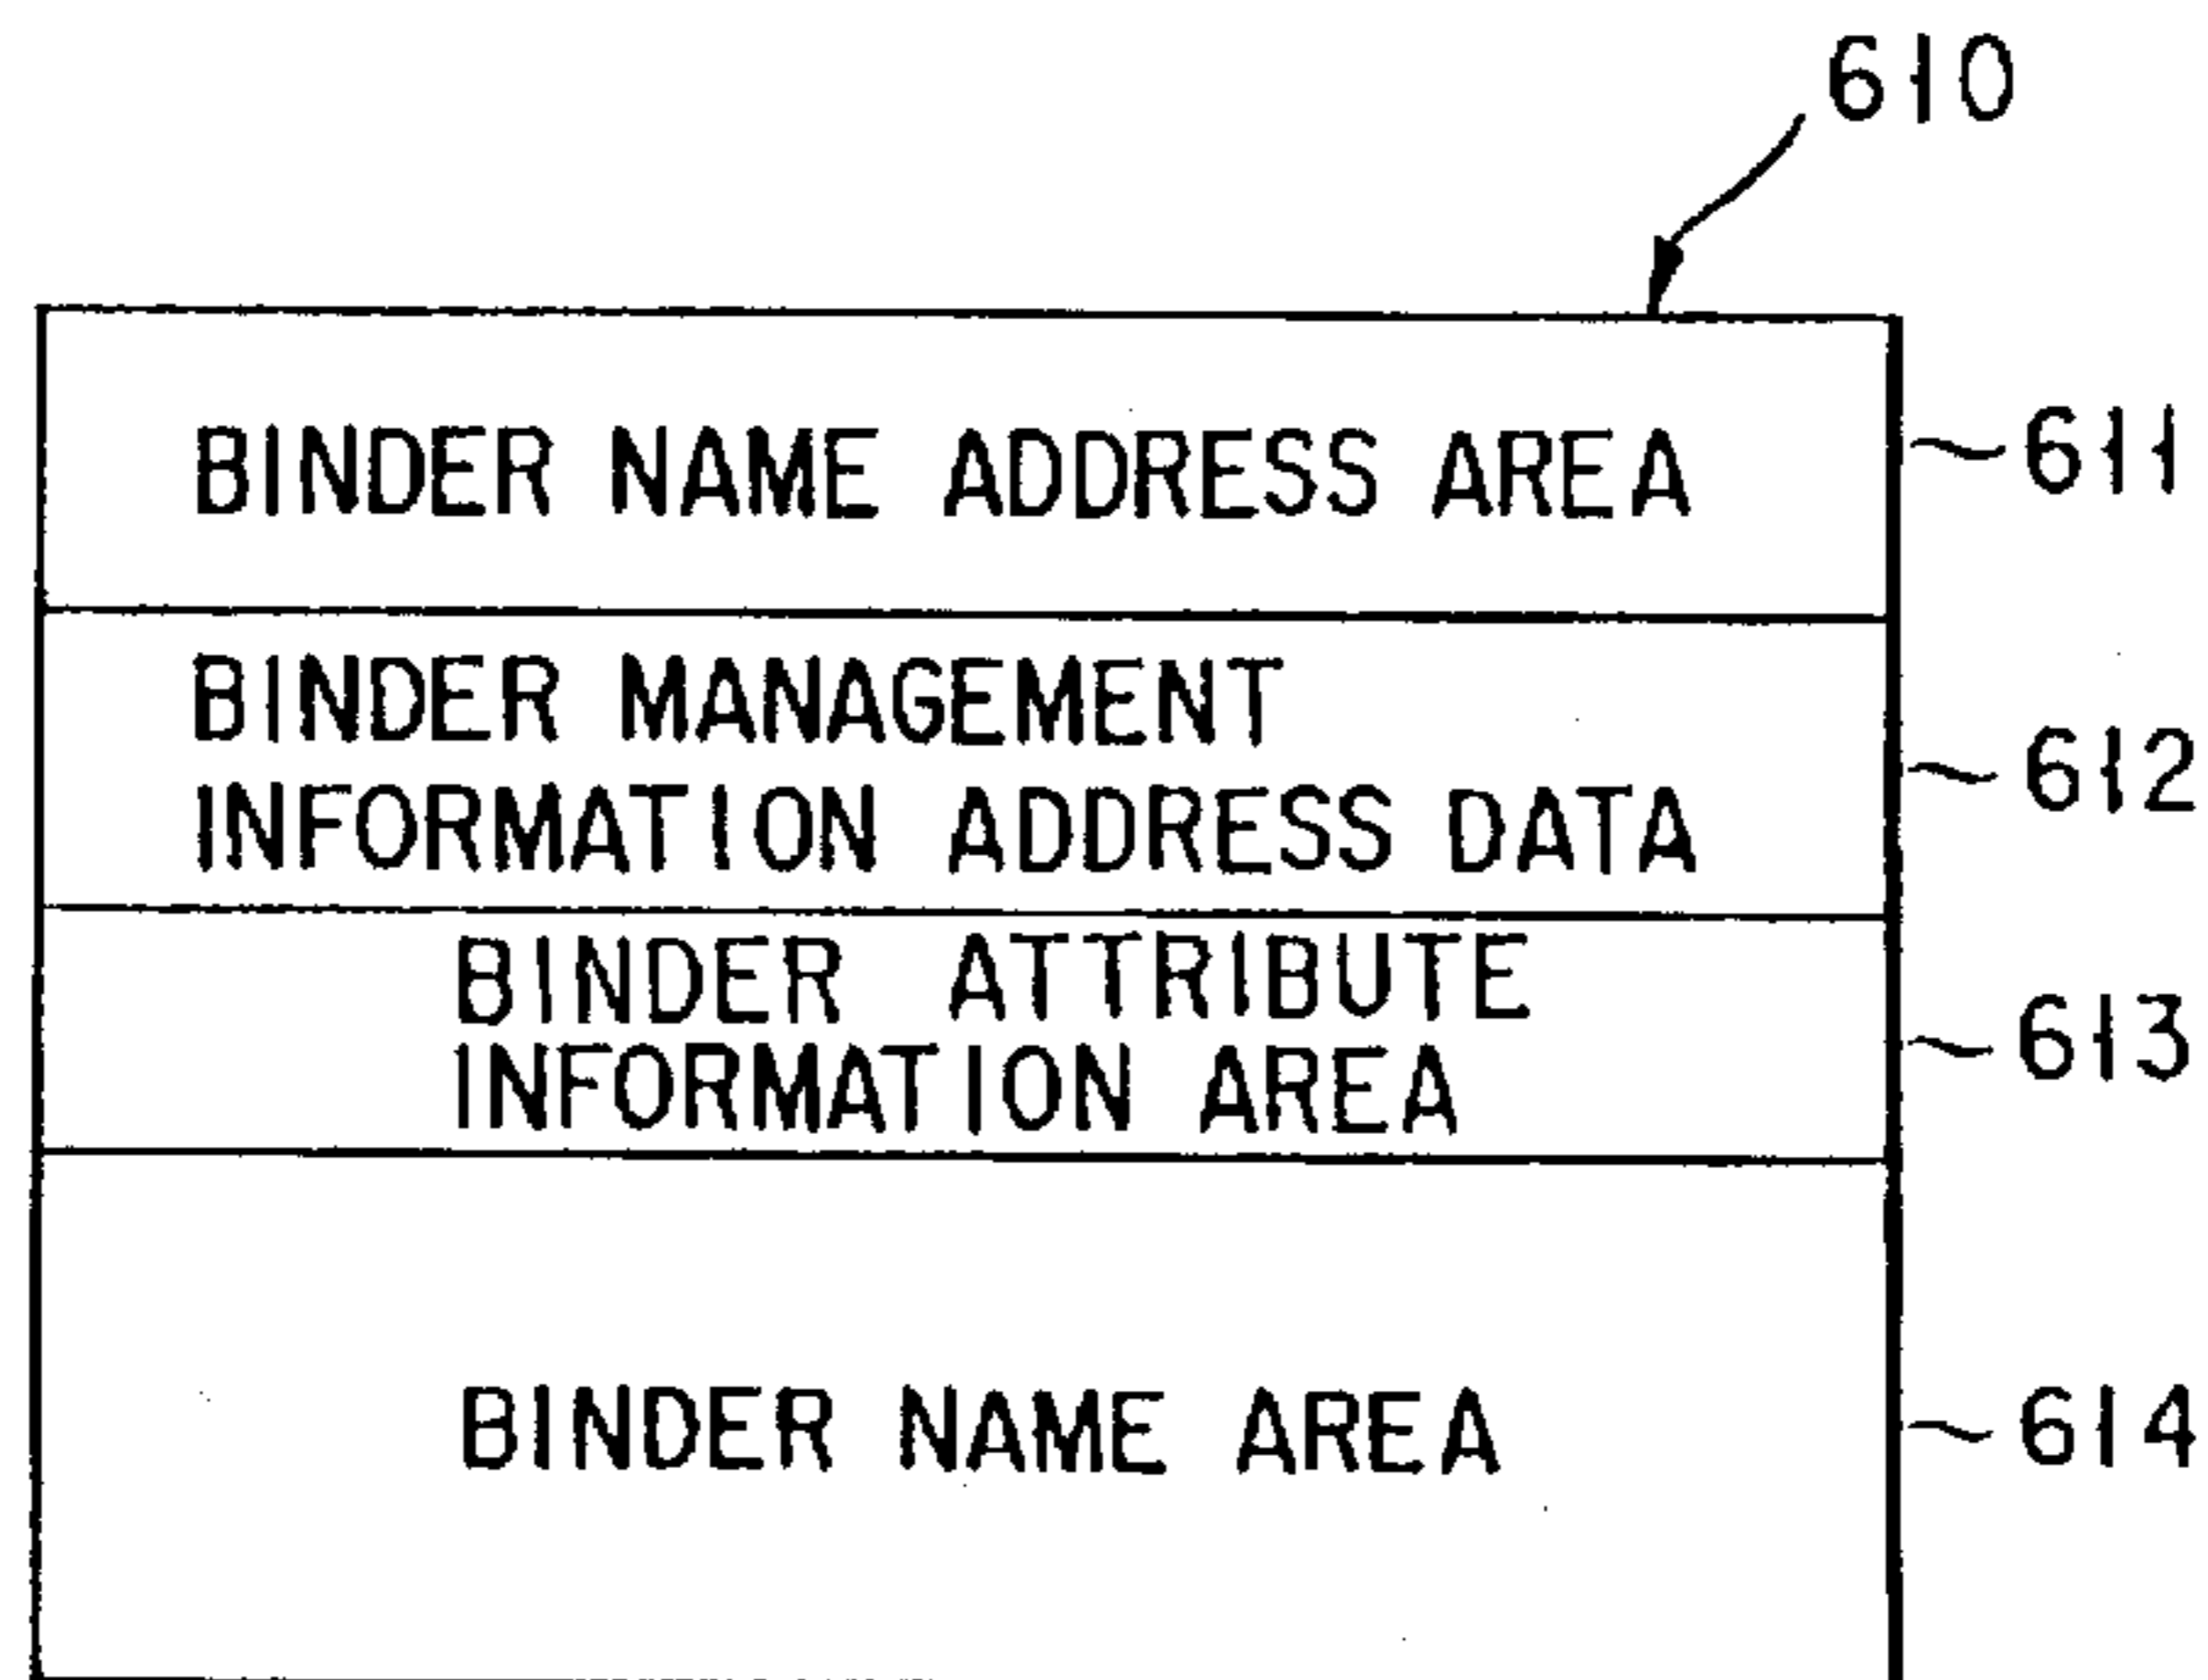 610
BINDER NAME ADDRESS AREA
611
BINDER MANAGEMENT
INFORMATION ADDRESS DATA
612
BINDER ATTRIBUTE
INFORMATION AREA
613
BINDER NAME AREA
614